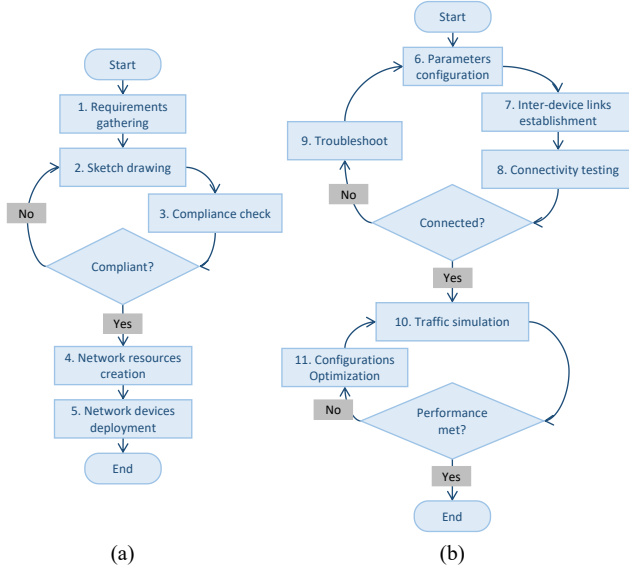 Start
1. Requirements
gathering
2. Sketch drawing
No
3. Compliance check
Compliant?
Yes
4. Network resources
creation
5. Network devices
deployment
End
(a)
Start
6. Parameters
configuration
7. Inter-device links
establishment
9. Troubleshoot
8. Connectivity testing
No
Connected?
Yes
10. Traffic simulation
11. Configurations
Optimization
No
Performance
met?
Yes
End
(b)